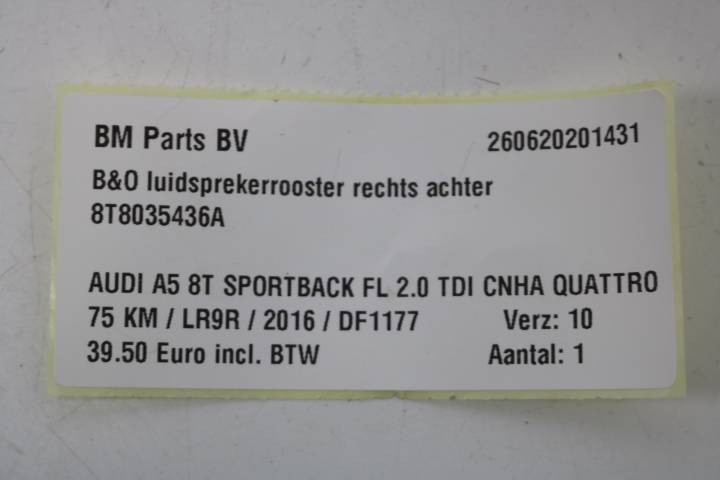 BM Parts BV 260620201431
B&O luidsprekerrooster rechts achter
8T8035436A
AUDI A5 8T SPORTBACK FL 2.0 TDI CNHA QUATTRO
75 KM / LR9R / 2016 / DF1177 Verz: 10
39.50 Euro incl. BTW Aantal: 1